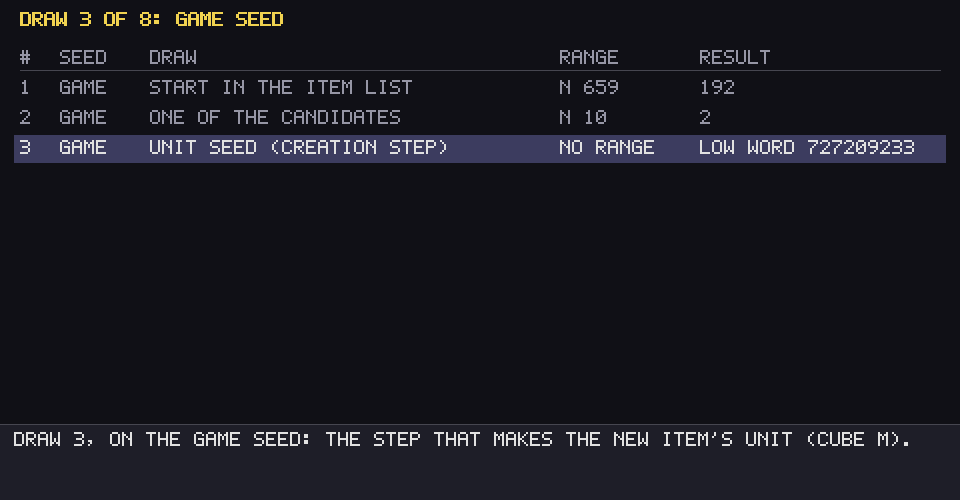 DRAW 3 OF 8: GAME SEED
# SEED DRAW RANGE RESULT
1 GAME START IN THE ITEM LIST N 659 192
2 GAME ONE OF THE CANDIDATES N 10 2
3 GAME UNIT SEED (CREATION STEP) NO RANGE LOW WORD 727209233
DRAW 3, ON THE GAME SEED: THE STEP THAT MAKES THE NEW ITEM'S UNIT (CUBE M).